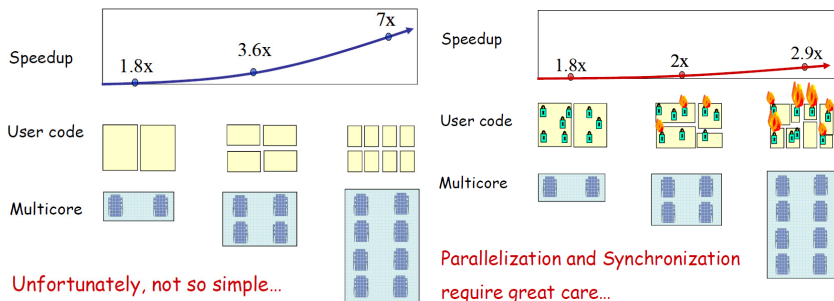 Speedup
1.8x
3.6x
7x
User code
Multicore
Unfortunately, not so simple…
Speedup
1.8x
2x
2.9x
User code
Multicore
Parallelization and Synchronization
require great care…